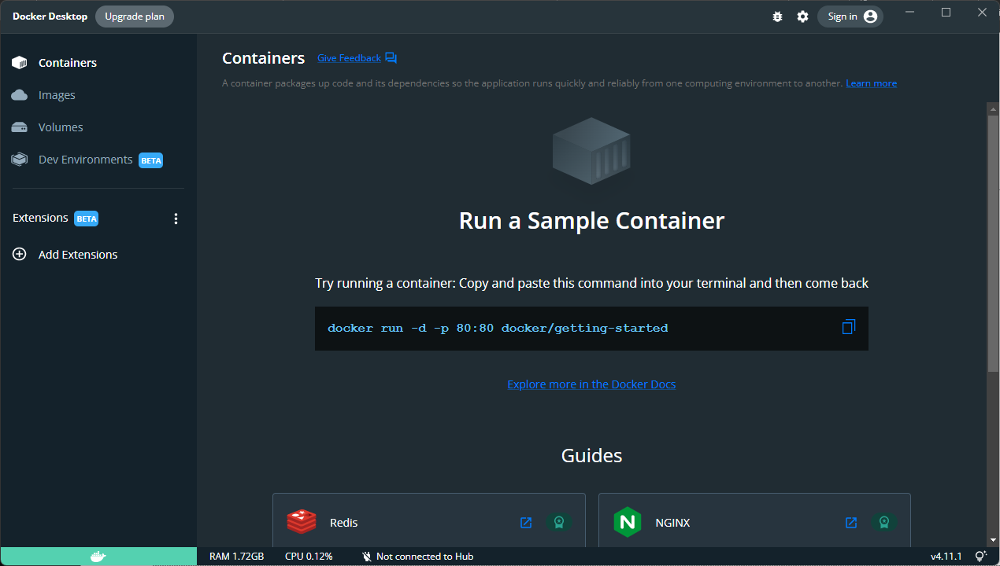 Docker Desktop Upgrade plan Sign in
Containers
Images
Volumes
Dev Environments BETA
Extensions BETA
Add Extensions
Containers Give Feedback
A container packages up code and its dependencies so the application runs quickly and reliably from one computing environment to another. Learn more
Run a Sample Container
Try running a container: Copy and paste this command into your terminal and then come back
docker run -d -p 80:80 docker/getting-started
Explore more in the Docker Docs
Guides
Redis
N NGINX
RAM 1.72GB CPU 0.12% Not connected to Hub v4.11.1